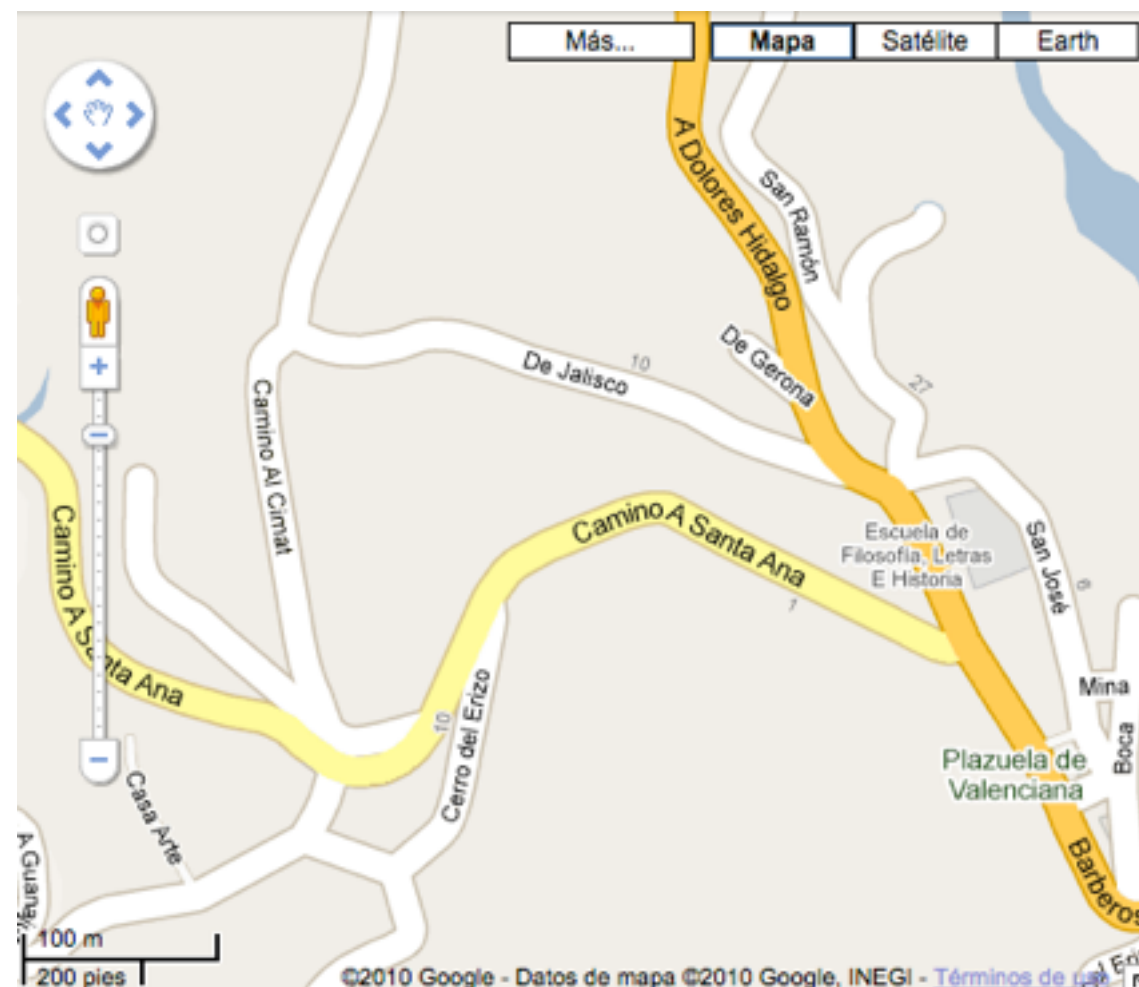 Más...
Mapa
Satélite
Earth
A Dolores Hidalgo
San Ramón
De Gerona
De Jalisco
10
27
Camino Al Cimat
Camino A Santa Ana
Camino A Santa Ana
1
Escuela de
Filosofía, Letras
E Historia
San José
6
Mina
Boca
10
Cerro del Erizo
Casa Arte
Plazuela de
Valenciana
Barberos
100 m
200 pies
©2010 Google - Datos de mapa ©2010 Google, INEGI - Términos de